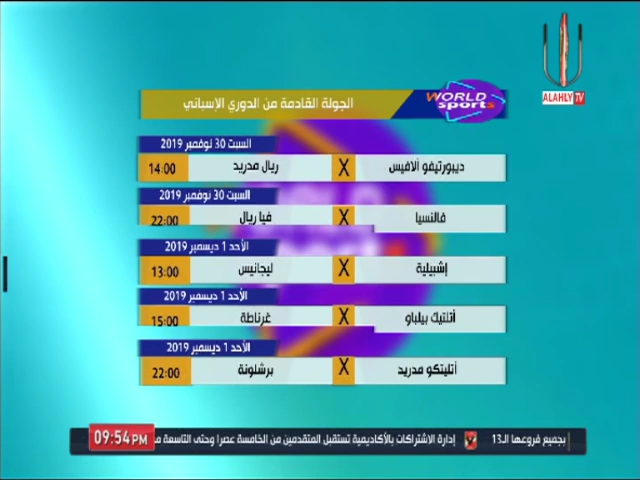 ALAHLY TV
WORLD
sports
الجولة القادمة من الدوري الإسباني
السبت 30 نوفمبر 2019
ديبورتيفو ألافيس X ريال مدريد 14:00
السبت 30 نوفمبر 2019
فالنسيا X فيا ريال 22:00
الأحد 1 ديسمبر 2019
إشبيلية X ليجانيس 13:00
الأحد 1 ديسمبر 2019
أتلتيك بيلباو X غرناطة 15:00
الأحد 1 ديسمبر 2019
أتليتكو مدريد X برشلونة 22:00
بجميع فروعها الـ13 إدارة الاشتراكات بالأكاديمية تستقبل المتقدمين من الخامسة عصرا وحتى التاسعة
09:54 PM